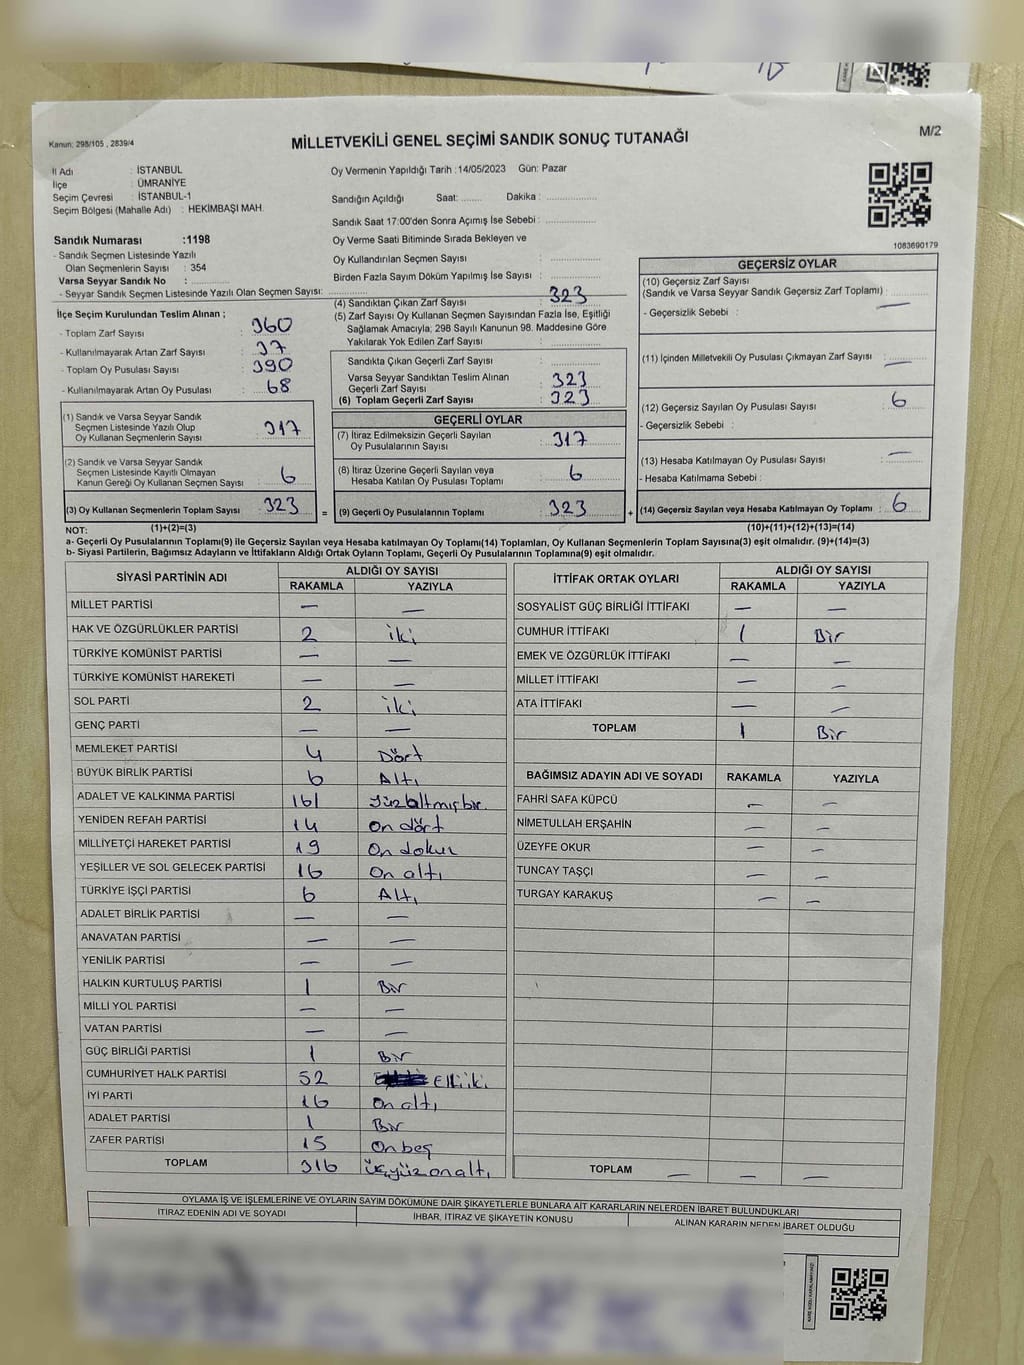 Kanun: 298/105 , 2839/4
MİLLETVEKİLİ GENEL SEÇİMİ SANDIK SONUÇ TUTANAĞI
M/2
İl Adı : İSTANBUL
İlçe : ÜMRANİYE
Seçim Çevresi : İSTANBUL-1
Seçim Bölgesi (Mahalle Adı) : HEKİMBAŞI MAH.
Oy Vermenin Yapıldığı Tarih :14/05/2023 Gün: Pazar
Sandığın Açıldığı Saat: ........ Dakika : ................
Sandık Saat 17:00'den Sonra Açımış İse Sebebi : ................
Oy Verme Saati Bitiminde Sırada Bekleyen ve
Oy Kullandırılan Seçmen Sayısı : ................
Birden Fazla Sayım Döküm Yapılmış İse Sayısı : ................
1083690179
Sandık Numarası :1198
- Sandık Seçmen Listesinde Yazılı
Olan Seçmenlerin Sayısı : 354
Varsa Seyyar Sandık No : ................
- Seyyar Sandık Seçmen Listesinde Yazılı Olan Seçmen Sayısı: ................
İlçe Seçim Kurulundan Teslim Alınan ;
- Toplam Zarf Sayısı : 360
- Kullanılmayarak Artan Zarf Sayısı : 37
- Toplam Oy Pusulası Sayısı : 390
- Kullanılmayarak Artan Oy Pusulası : 68
(1) Sandık ve Varsa Seyyar Sandık
Seçmen Listesinde Yazılı Olup
Oy Kullanan Seçmenlerin Sayısı : 317
(2) Sandık ve Varsa Seyyar Sandık
Seçmen Listesinde Kayıtlı Olmayan
Kanun Gereği Oy Kullanan Seçmen Sayısı : 6
(3) Oy Kullanan Seçmenlerin Toplam Sayısı : 323
(1)+(2)=(3)
(4) Sandıktan Çıkan Zarf Sayısı : 323
(5) Zarf Sayısı Oy Kullanan Seçmen Sayısından Fazla İse, Eşitliği
Sağlamak Amacıyla; 298 Sayılı Kanunun 98. Maddesine Göre
Yakılarak Yok Edilen Zarf Sayısı : ................
Sandıkta Çıkan Geçerli Zarf Sayısı : ................
Varsa Seyyar Sandıktan Teslim Alınan
Geçerli Zarf Sayısı : 323
(6) Toplam Geçerli Zarf Sayısı : 323
GEÇERLİ OYLAR
(7) İtiraz Edilmeksizin Geçerli Sayılan
Oy Pusulalarının Sayısı : 317
(8) İtiraz Üzerine Geçerli Sayılan veya
Hesaba Katılan Oy Pusulası Toplamı : 6
= (9) Geçerli Oy Pusulalarının Toplamı : 323 +
GEÇERSİZ OYLAR
(10) Geçersiz Zarf Sayısı
(Sandık ve Varsa Seyyar Sandık Geçersiz Zarf Toplamı) : —
- Geçersizlik Sebebi :
(11) İçinden Milletvekili Oy Pusulası Çıkmayan Zarf Sayısı : —
(12) Geçersiz Sayılan Oy Pusulası Sayısı : 6
- Geçersizlik Sebebi :
(13) Hesaba Katılmayan Oy Pusulası Sayısı : —
- Hesaba Katılmama Sebebi :
(14) Geçersiz Sayılan veya Hesaba Katılmayan Oy Toplamı : 6
(10)+(11)+(12)+(13)=(14)
NOT:
a- Geçerli Oy Pusulalarının Toplamı(9) ile Geçersiz Sayılan veya Hesaba Katılmayan Oy Toplamı(14) Toplamları, Oy Kullanan Seçmenlerin Toplam Sayısına(3) eşit olmalıdır. (9)+(14)=(3)
b- Siyasi Partilerin, Bağımsız Adayların ve İttifakların Aldığı Ortak Oyların Toplamı, Geçerli Oy Pusulalarının Toplamına(9) eşit olmalıdır.
SİYASİ PARTİNİN ADI ALDIĞI OY SAYISI
RAKAMLA YAZIYLA
MİLLET PARTİSİ — —
HAK VE ÖZGÜRLÜKLER PARTİSİ 2 iki
TÜRKİYE KOMÜNİST PARTİSİ — —
TÜRKİYE KOMÜNİST HAREKETİ — —
SOL PARTİ 2 iki
GENÇ PARTİ — —
MEMLEKET PARTİSİ 4 Dört
BÜYÜK BİRLİK PARTİSİ 6 Altı
ADALET VE KALKINMA PARTİSİ 161 yüzaltmışbir
YENİDEN REFAH PARTİSİ 14 On dört
MİLLİYETÇİ HAREKET PARTİSİ 19 On dokuz
YEŞİLLER VE SOL GELECEK PARTİSİ 16 On altı
TÜRKİYE İŞÇİ PARTİSİ 6 Altı
ADALET BİRLİK PARTİSİ — —
ANAVATAN PARTİSİ — —
YENİLİK PARTİSİ — —
HALKIN KURTULUŞ PARTİSİ 1 Bir
MİLLİ YOL PARTİSİ — —
VATAN PARTİSİ — —
GÜÇ BİRLİĞİ PARTİSİ 1 Bir
CUMHURİYET HALK PARTİSİ 52 Elliiki
İYİ PARTİ 16 On altı
ADALET PARTİSİ 1 Bir
ZAFER PARTİSİ 15 Onbeş
TOPLAM 316 üçyüzonaltı
İTTİFAK ORTAK OYLARI ALDIĞI OY SAYISI
RAKAMLA YAZIYLA
SOSYALİST GÜÇ BİRLİĞİ İTTİFAKI — —
CUMHUR İTTİFAKI 1 Bir
EMEK VE ÖZGÜRLÜK İTTİFAKI — —
MİLLET İTTİFAKI — —
ATA İTTİFAKI — —
TOPLAM 1 Bir
BAĞIMSIZ ADAYIN ADI VE SOYADI RAKAMLA YAZIYLA
FAHRİ SAFA KÜPCÜ — —
NİMETULLAH ERŞAHİN — —
ÜZEYFE OKUR — —
TUNCAY TAŞÇI — —
TURGAY KARAKUŞ — —
TOPLAM — — —
OYLAMA İŞ VE İŞLEMLERİNE VE OYLARIN SAYIM DÖKÜMÜNE DAİR ŞİKAYETLERLE BUNLARA AİT KARARLARIN NELERDEN İBARET BULUNDUKLARI
İTİRAZ EDENİN ADI VE SOYADI İHBAR, İTİRAZ VE ŞİKAYETİN KONUSU ALINAN KARARIN NEDEN İBARET OLDUĞU